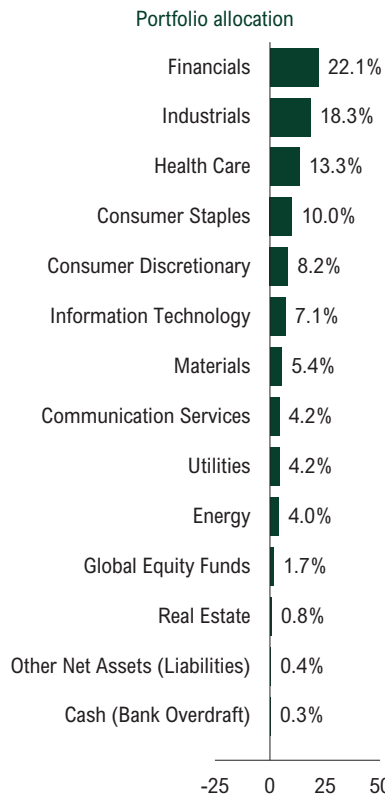 Portfolio allocation
Financials 22.1%
Industrials 18.3%
Health Care 13.3%
Consumer Staples 10.0%
Consumer Discretionary 8.2%
Information Technology 7.1%
Materials 5.4%
Communication Services 4.2%
Utilities 4.2%
Energy 4.0%
Global Equity Funds 1.7%
Real Estate 0.8%
Other Net Assets (Liabilities) 0.4%
Cash (Bank Overdraft) 0.3%
-25 0 25 50